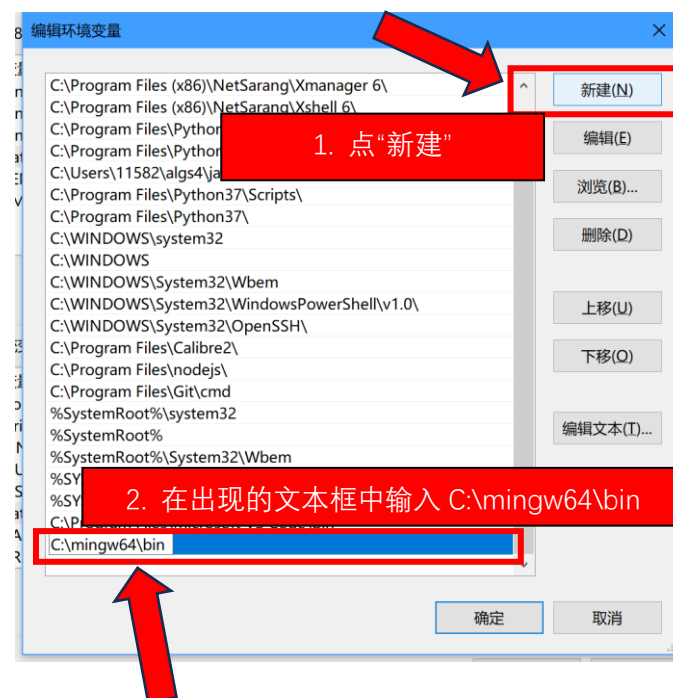 编辑环境变量
C:\Program Files (x86)\NetSarang\Xmanager 6\
C:\Program Files (x86)\NetSarang\Xshell 6\
C:\Program Files\Python
C:\Program Files\Python
C:\Users\11582\algs4\ja
C:\Program Files\Python37\Scripts\
C:\Program Files\Python37\
C:\WINDOWS\system32
C:\WINDOWS
C:\WINDOWS\System32\Wbem
C:\WINDOWS\System32\WindowsPowerShell\v1.0\
C:\WINDOWS\System32\OpenSSH\
C:\Program Files\Calibre2\
C:\Program Files\nodejs\
C:\Program Files\Git\cmd
%SystemRoot%\system32
%SystemRoot%
%SystemRoot%\System32\Wbem
%SY
%SY
C:\mingw64\bin
1. 点“新建”
2. 在出现的文本框中输入 C:\mingw64\bin
新建(N)
编辑(E)
浏览(B)...
删除(D)
上移(U)
下移(O)
编辑文本(T)...
确定
取消